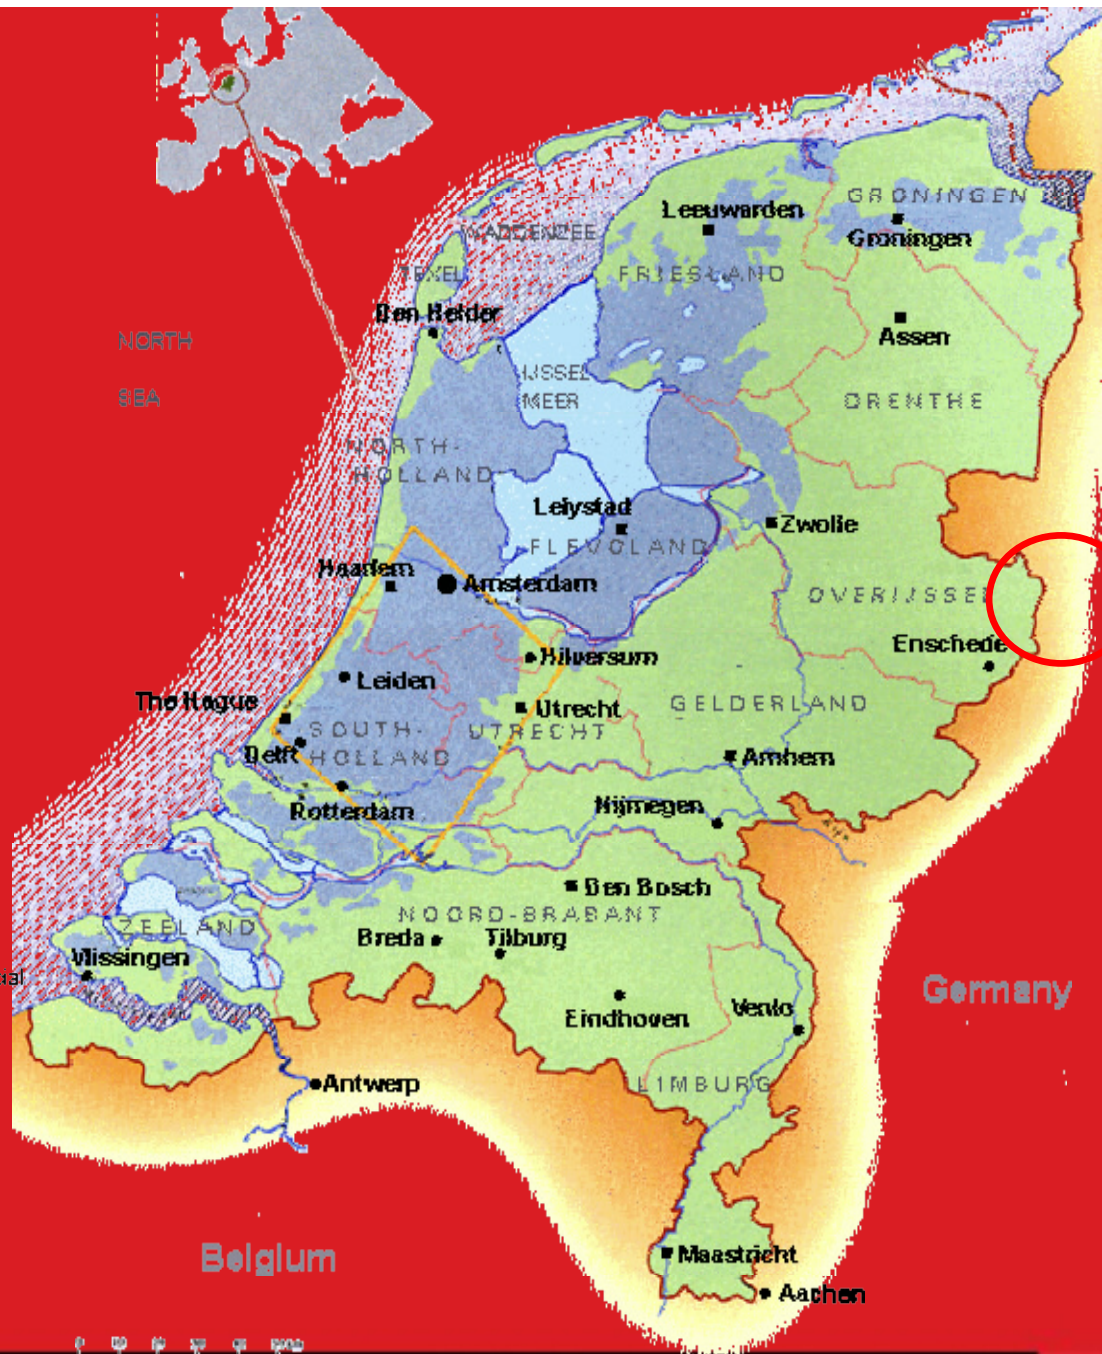 GRONINGEN
Leeuwarden
Groningen
WADDENZEE
TEXEL
FRIESLAND
Den Helder
NORTH
SEA
Assen
IJSSEL
MEER
DRENTHE
NORTH-
HOLLAND
Lelystad
Zwolle
FLEVOLAND
Haarlem
Amsterdam
OVERIJSSEL
Enschede
Hilversum
Leiden
The Hague
Utrecht
GELDERLAND
SOUTH-
HOLLAND
UTRECHT
Delft
Arnhem
Rotterdam
Nijmegen
Den Bosch
NOORD-BRABANT
ZEELAND
Breda
Tilburg
Vlissingen
Germany
Eindhoven
Venlo
Antwerp
LIMBURG
Belgium
Maastricht
Aachen